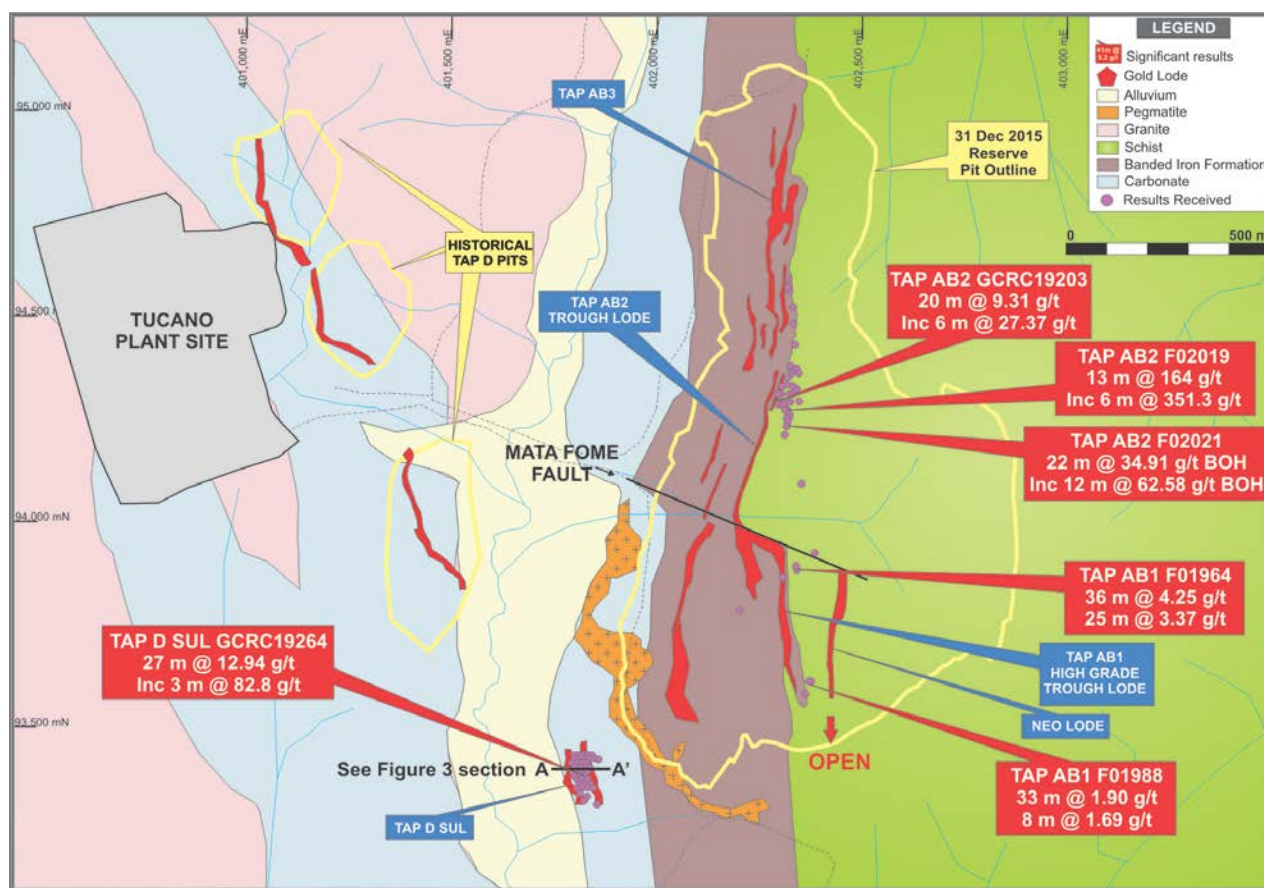 401,000 mE
401,500 mE
402,000 mE
402,500 mE
403,000 mE
95,000 mN
94,500 mN
94,000 mN
93,500 mN
LEGEND
41m @
5.2 g/t
Significant results
Gold Lode
Alluvium
Pegmatite
Granite
Schist
Banded Iron Formation
Carbonate
Results Received
0
500 m
TAP AB3
31 Dec 2015
Reserve
Pit Outline
HISTORICAL
TAP D PITS
TUCANO
PLANT SITE
TAP AB2
TROUGH LODE
TAP AB2 GCRC19203
20 m @ 9.31 g/t
Inc 6 m @ 27.37 g/t
TAP AB2 F02019
13 m @ 164 g/t
Inc 6 m @ 351.3 g/t
TAP AB2 F02021
22 m @ 34.91 g/t BOH
Inc 12 m @ 62.58 g/t BOH
MATA FOME
FAULT
TAP AB1 F01964
36 m @ 4.25 g/t
25 m @ 3.37 g/t
TAP D SUL GCRC19264
27 m @ 12.94 g/t
Inc 3 m @ 82.8 g/t
TAP AB1
HIGH GRADE
TROUGH LODE
NEO LODE
OPEN
See Figure 3 section A A'
TAP D SUL
TAP AB1 F01988
33 m @ 1.90 g/t
8 m @ 1.69 g/t